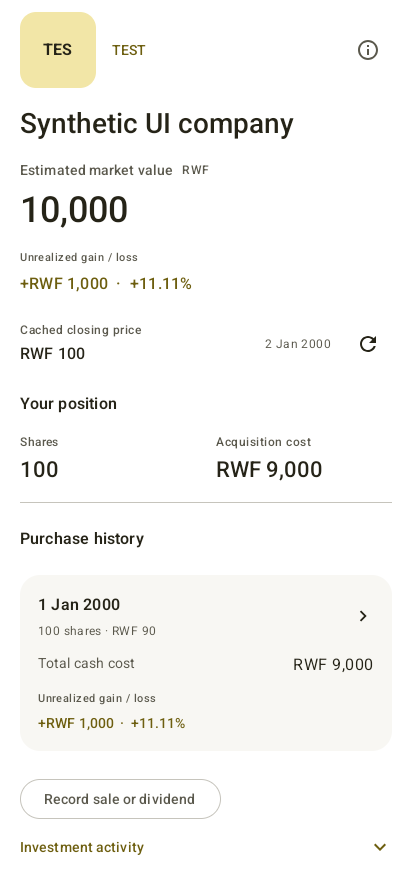 TES TEST
Synthetic UI company
Estimated market value RWF
10,000
Unrealized gain / loss
+RWF 1,000 · +11.11%
Cached closing price
RWF 100
2 Jan 2000
Your position
Shares Acquisition cost
100 RWF 9,000
Purchase history
1 Jan 2000
100 shares · RWF 90
Total cash cost RWF 9,000
Unrealized gain / loss
+RWF 1,000 · +11.11%
Record sale or dividend
Investment activity